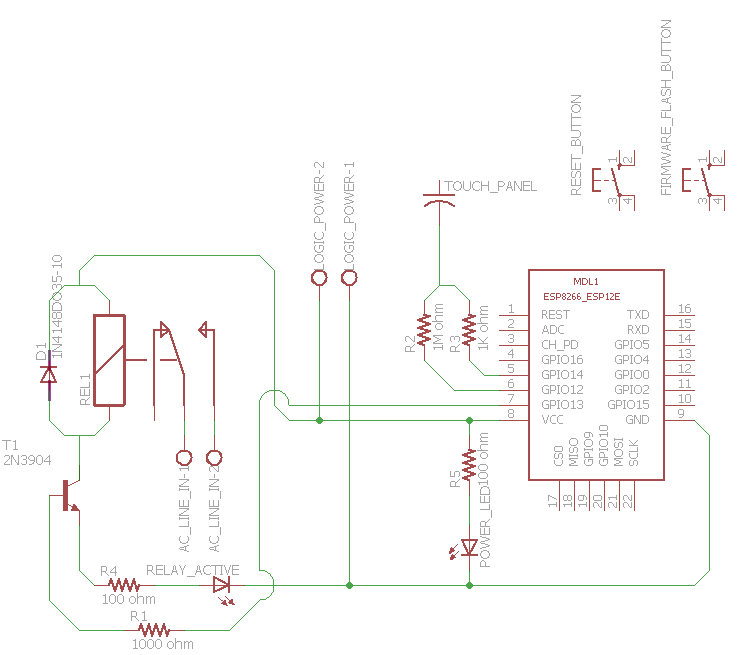 FIRMWARE_FLASH_BUTTON
RESET_BUTTON
1
2
3
4
1
2
3
4
LOGIC_POWER-2
LOGIC_POWER-1
TOUCH_PANEL
D1
1N4148DO35-10
REL1
R2
1M ohm
R3
1K ohm
MDL1
ESP8266_ESP12E
1 REST TXD 16
2 ADC RXD 15
3 CH_PD GPIO5 14
4 GPIO16 GPIO4 13
5 GPIO14 GPIO0 12
6 GPIO12 GPIO2 11
7 GPIO13 GPIO15 10
8 VCC GND 9
CSO
MISO
GPIO9
GPIO10
MOSI
SCLK
17
18
19
20
21
22
T1
2N3904
AC_LINE_IN-1
AC_LINE_IN-2
R5
100 ohm
POWER_LED
R4
100 ohm
RELAY_ACTIVE
R1
1000 ohm